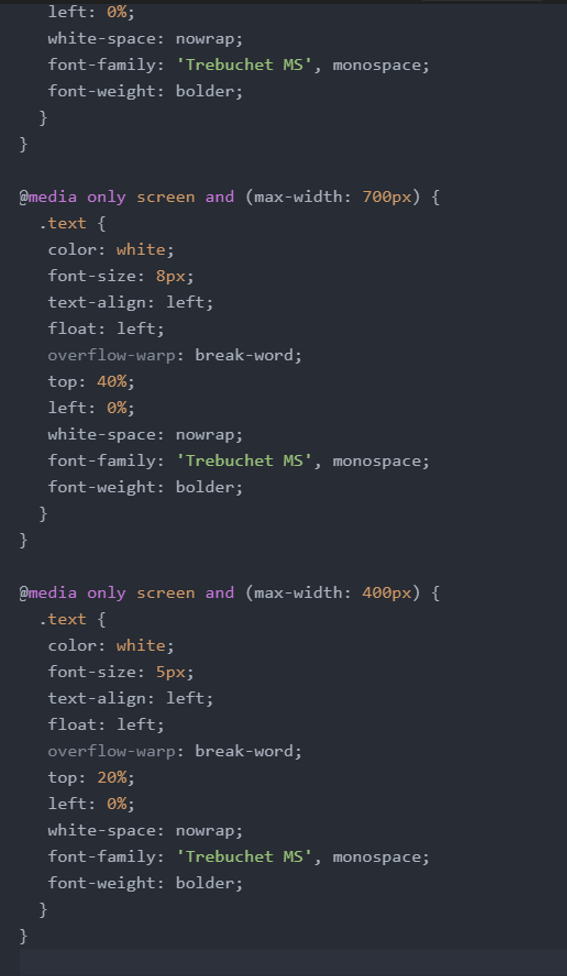 left: 0%;
white-space: nowrap;
font-family: 'Trebuchet MS', monospace;
font-weight: bolder;
}
}
@media only screen and (max-width: 700px) {
.text {
color: white;
font-size: 8px;
text-align: left;
float: left;
overflow-warp: break-word;
top: 40%;
left: 0%;
white-space: nowrap;
font-family: 'Trebuchet MS', monospace;
font-weight: bolder;
}
}
@media only screen and (max-width: 400px) {
.text {
color: white;
font-size: 5px;
text-align: left;
float: left;
overflow-warp: break-word;
top: 20%;
left: 0%;
white-space: nowrap;
font-family: 'Trebuchet MS', monospace;
font-weight: bolder;
}
}